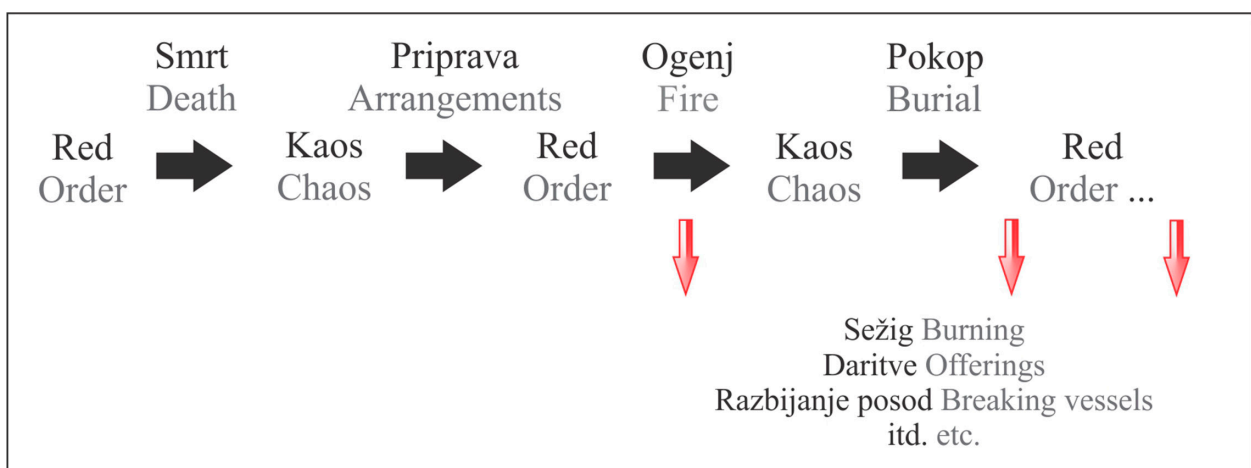 Smrt
Death
Priprava
Arrangements
Ogenj
Fire
Pokop
Burial
Red
Order
Kaos
Chaos
Red
Order
Kaos
Chaos
Red
Order ...
Sežig Burning
Daritve Offerings
Razbijanje posod Breaking vessels
itd. etc.